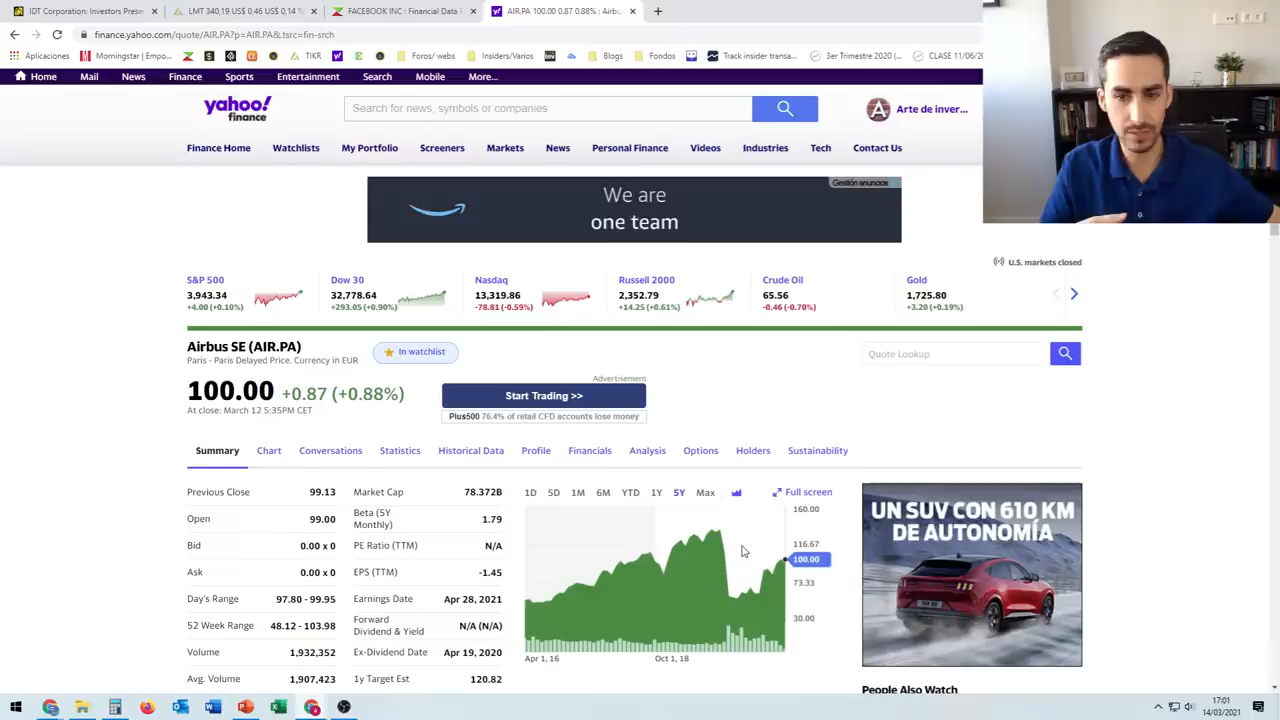 IDT Corporation: Investors Prese
LMT 340,19 US$ 0,46 US$ 0.14 %
FACEBOOK INC : Financial Data F
AIR.PA 100.00 0.87 0.88% : Airbu
finance.yahoo.com/quote/AIR.PA?p=AIR.PA&.tsrc=fin-srch
Aplicaciones
Morningstar | Empo...
TIKR
Foros/ webs
Insiders/Varios
Blogs
Fondos
Track insider transa...
3er Trimestre 2020 (...
CLASE 11/06/20
Home Mail News Finance Sports Entertainment Search Mobile More...
yahoo!
finance
Search for news, symbols or companies
Arte de inver...
Finance Home Watchlists My Portfolio Screeners Markets News Personal Finance Videos Industries Tech Contact Us
Gestión anuncios
We are
one team
U.S. markets closed
S&P 500
3,943.34
+4.00 (+0.10%)
Dow 30
32,778.64
+293.05 (+0.90%)
Nasdaq
13,319.86
-78.81 (-0.59%)
Russell 2000
2,352.79
+14.25 (+0.61%)
Crude Oil
65.56
-0.46 (-0.70%)
Gold
1,725.80
+3.20 (+0.19%)
Airbus SE (AIR.PA)
Paris - Paris Delayed Price. Currency in EUR
In watchlist
Quote Lookup
100.00 +0.87 (+0.88%)
At close: March 12 5:35PM CET
Advertisement
Start Trading >>
Plus500 76.4% of retail CFD accounts lose money
Summary Chart Conversations Statistics Historical Data Profile Financials Analysis Options Holders Sustainability
Previous Close 99.13
Open 99.00
Bid 0.00 x 0
Ask 0.00 x 0
Day's Range 97.80 - 99.95
52 Week Range 48.12 - 103.98
Volume 1,932,352
Avg. Volume 1,907,423
Market Cap 78.372B
Beta (5Y
Monthly) 1.79
PE Ratio (TTM) N/A
EPS (TTM) -1.45
Earnings Date Apr 28, 2021
Forward
Dividend & Yield N/A (N/A)
Ex-Dividend Date Apr 19, 2020
1y Target Est 120.82
1D 5D 1M 6M YTD 1Y 5Y Max
Full screen
160.00
116.67
100.00
73.33
30.00
Apr 1, 16
Oct 1, 18
UN SUV CON 610 KM
DE AUTONOMÍA
People Also Watch
17:01
14/03/2021